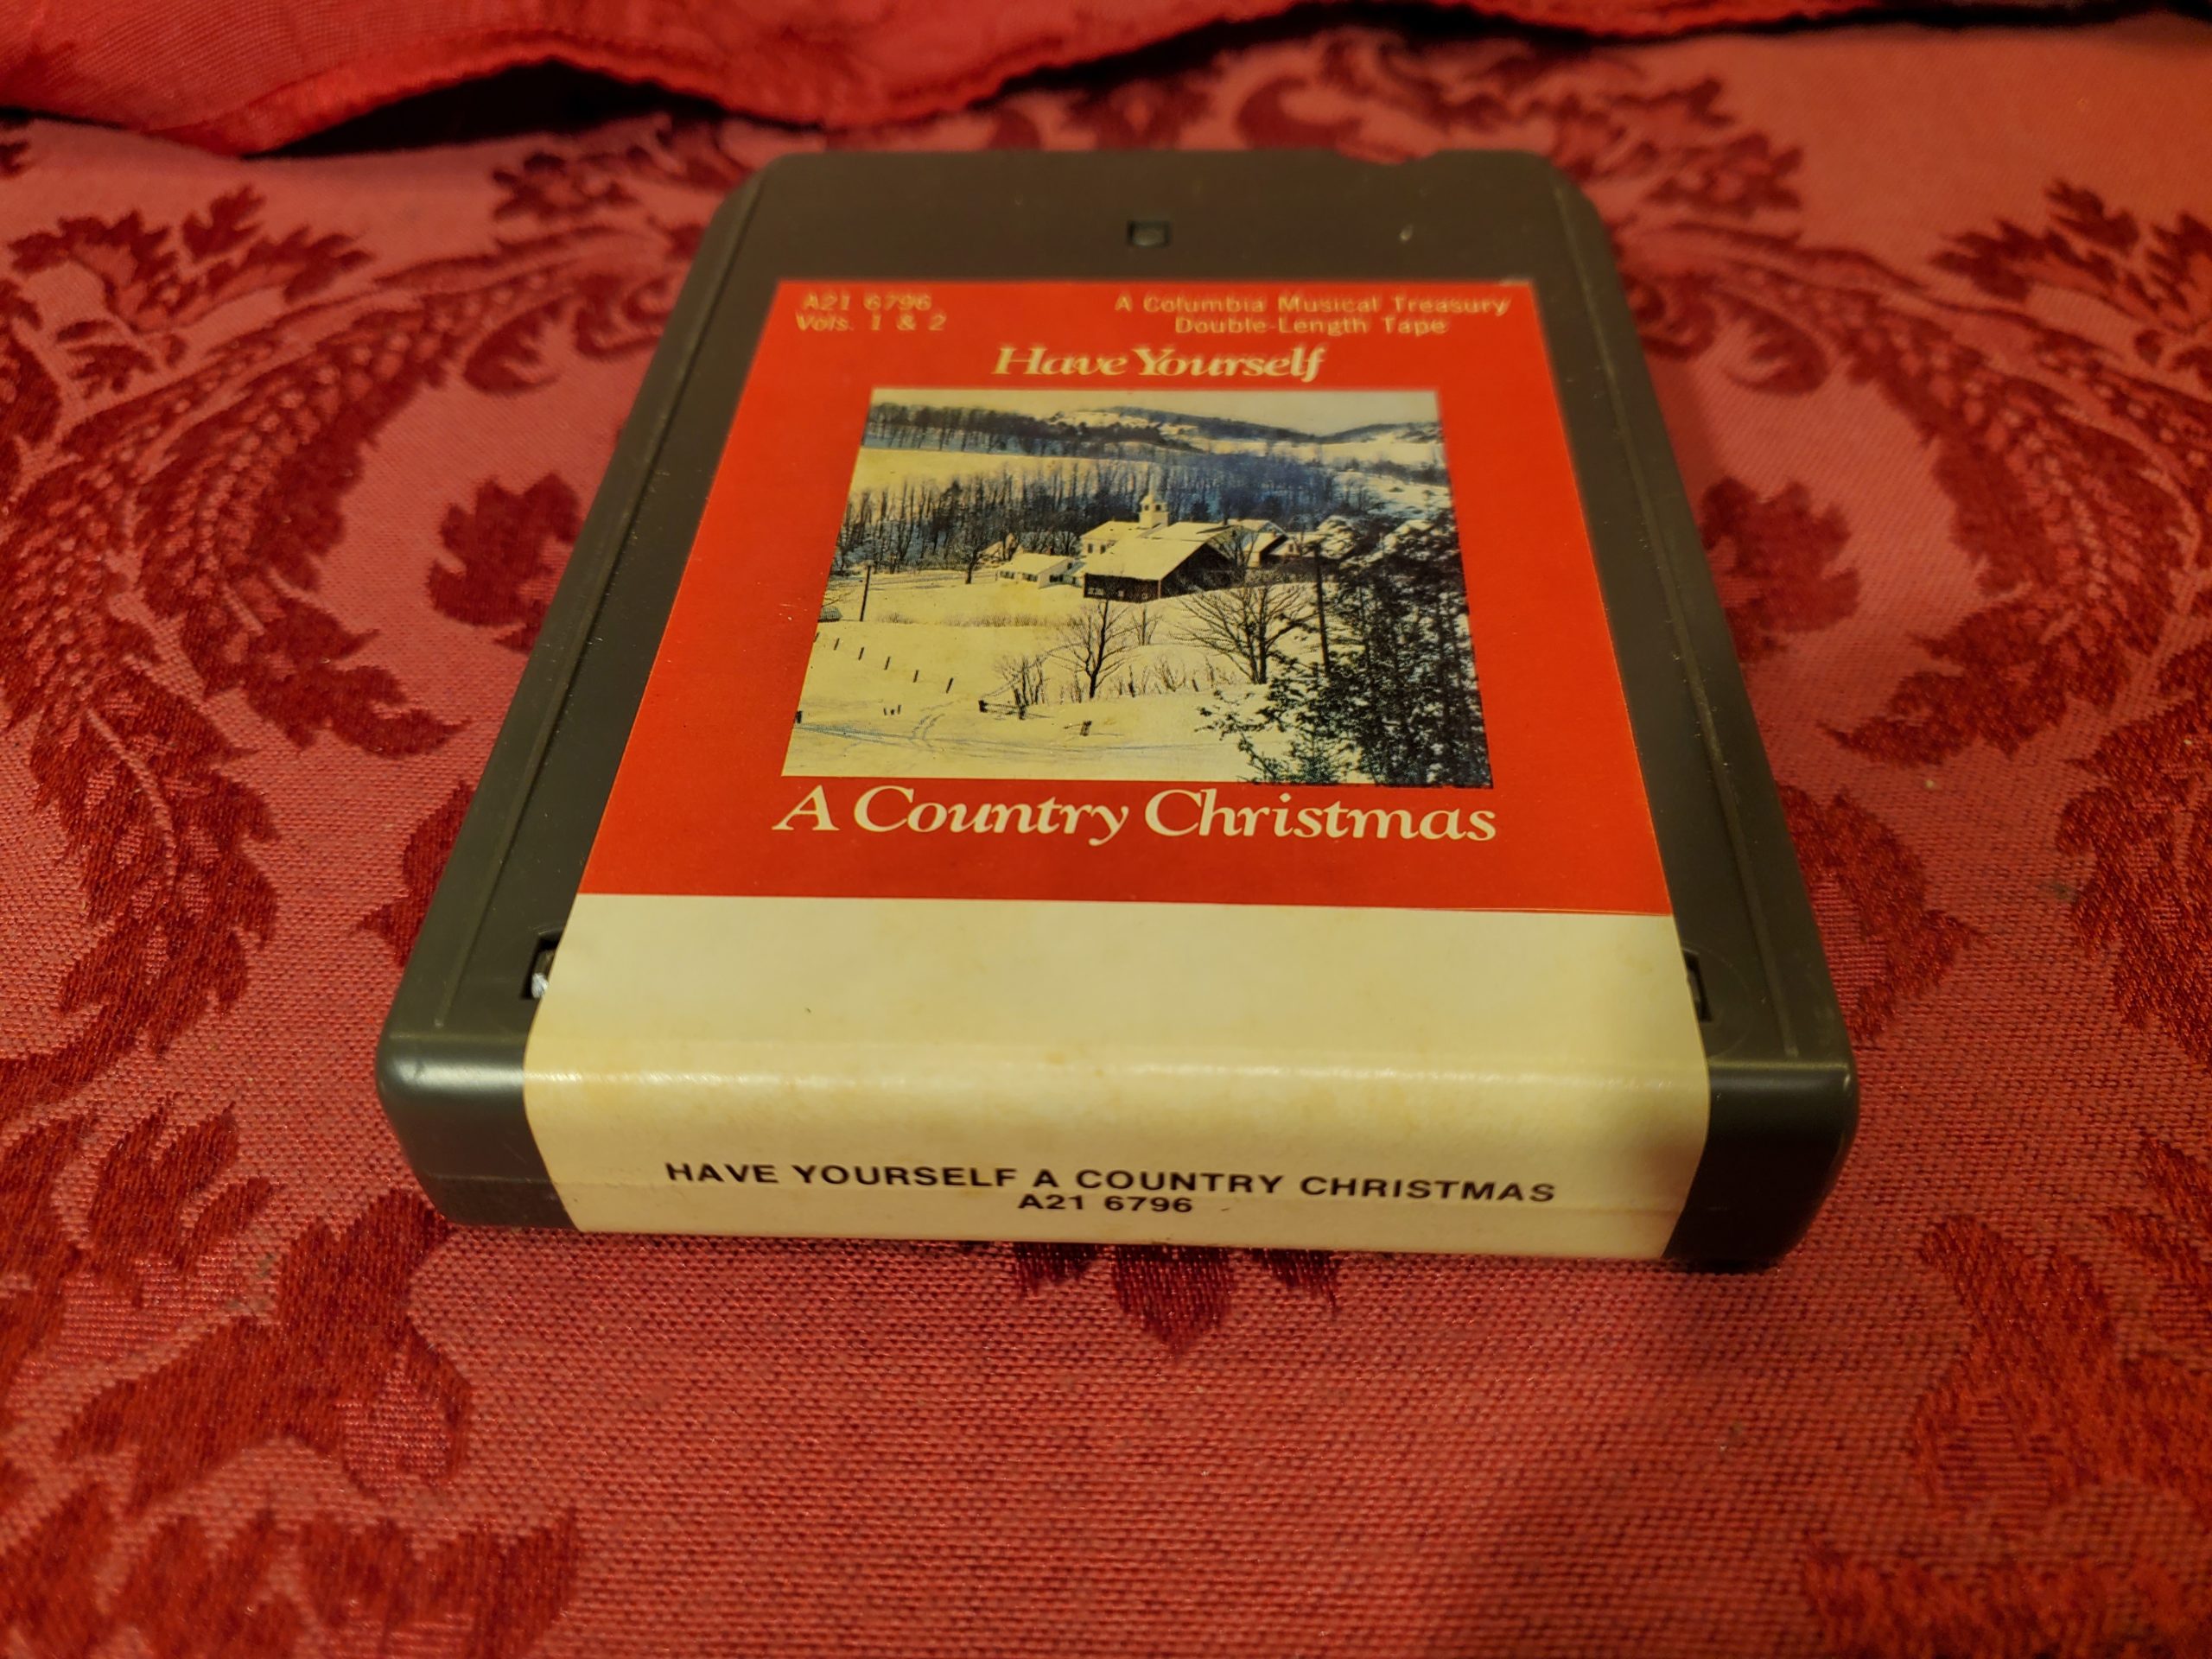 A21 6796
Vols. 1 & 2
A Columbia Musical Treasury
Double-Length Tape
Have Yourself
A Country Christmas
HAVE YOURSELF A COUNTRY CHRISTMAS
A21 6796